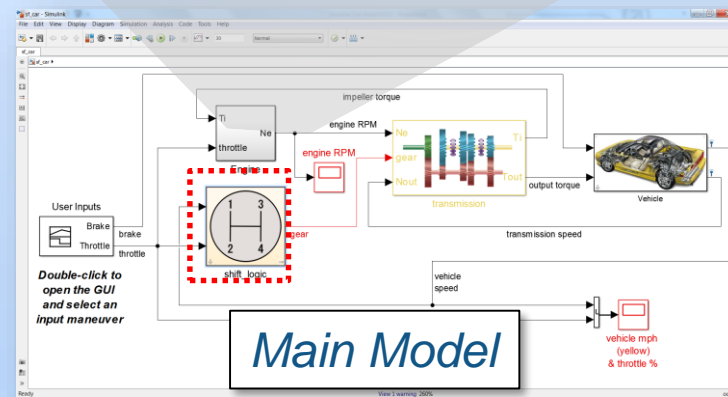 sf_car - Simulink
File Edit View Display Diagram Simulation Analysis Code Tools Help
10
Normal
sf_car
sf_car
impeller torque
Ti
Ne
throttle
Engine
engine RPM
engine RPM
Ne
gear
Nout
Ti
Tout
transmission
output torque
Vehicle
User Inputs
Brake
Throttle
brake
throttle
1 3
2 4
shift_logic
gear
transmission speed
Double-click to
open the GUI
and select an
input maneuver
vehicle
speed
Main Model
vehicle mph
(yellow)
& throttle %
Ready
View 1 warning 260%